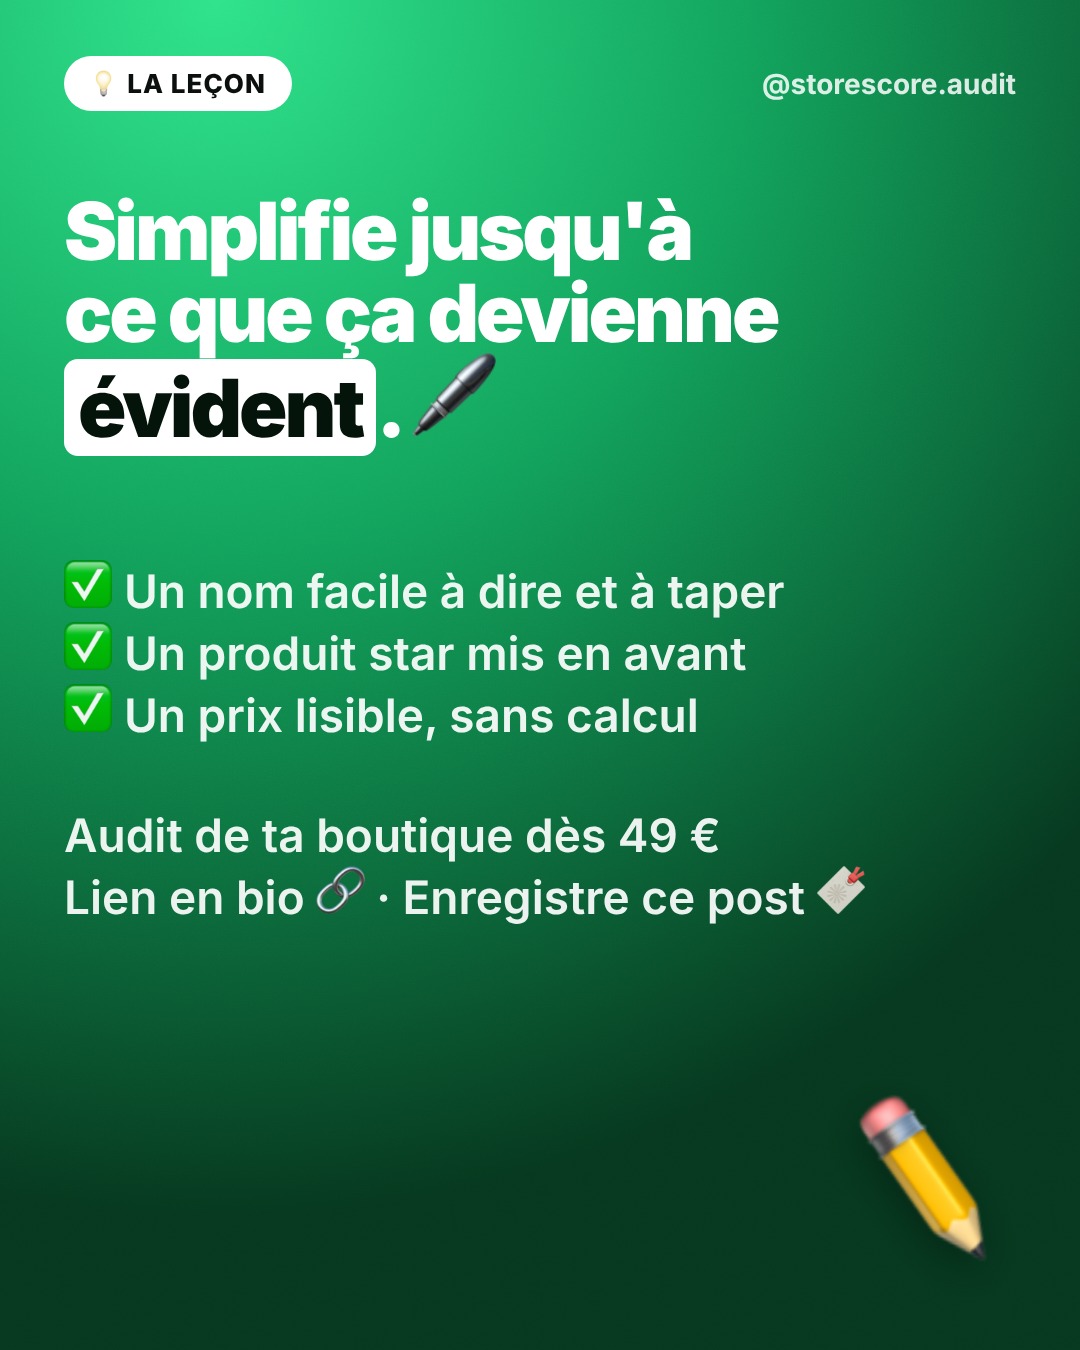 💡 LA LEÇON
@storescore.audit
Simplifie jusqu'à
ce que ça devienne
évident. 🖊️
✅ Un nom facile à dire et à taper
✅ Un produit star mis en avant
✅ Un prix lisible, sans calcul
Audit de ta boutique dès 49 €
Lien en bio 🔗 · Enregistre ce post 🔖